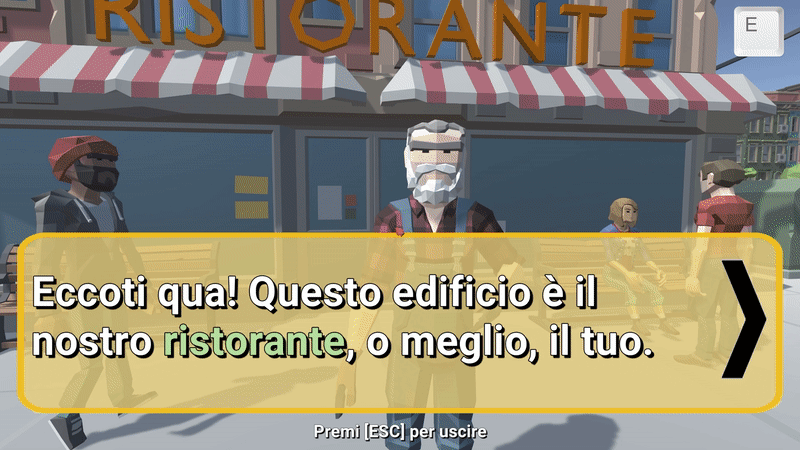 RISTORANTE
E
Eccoti qua! Questo edificio è il
nostro ristorante, o meglio, il tuo.
Premi [ESC] per uscire